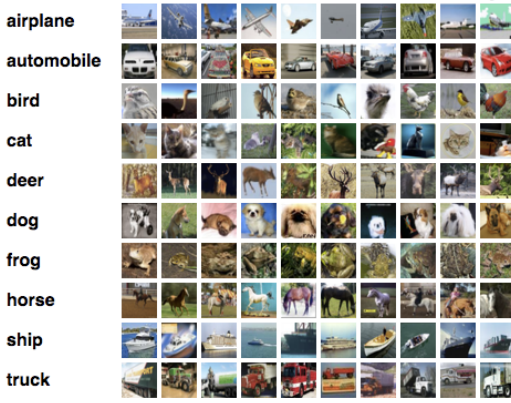 airplane
automobile
bird
cat
deer
dog
frog
horse
ship
truck